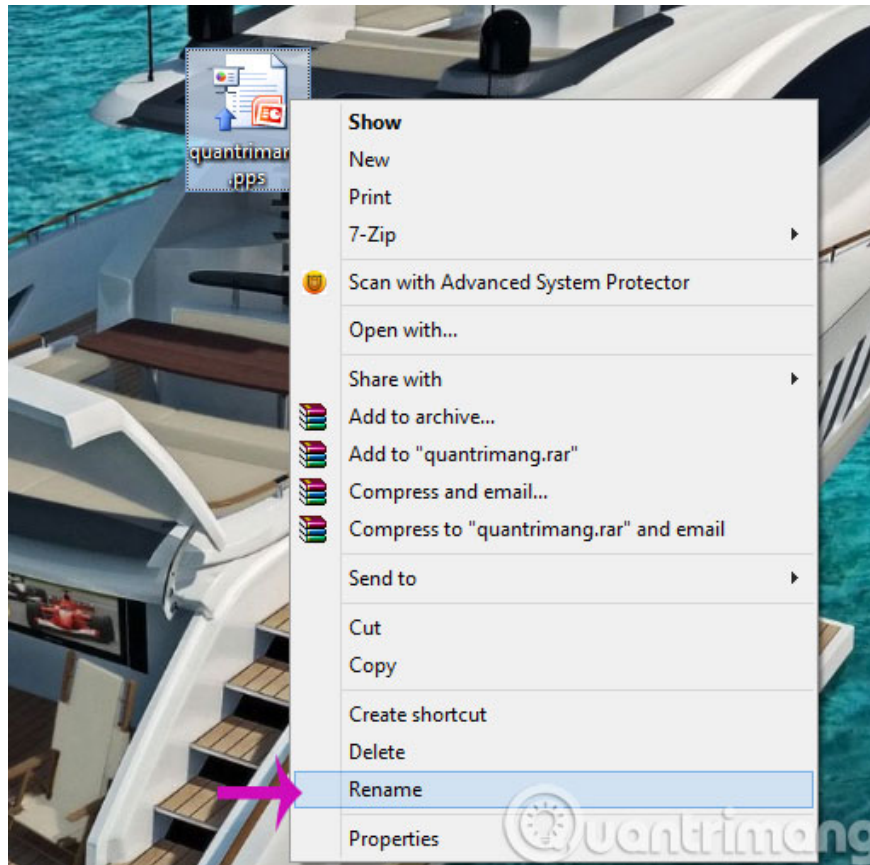 quantriman
.pps
Show
New
Print
7-Zip
Scan with Advanced System Protector
Open with...
Share with
Add to archive...
Add to "quantrimang.rar"
Compress and email...
Compress to "quantrimang.rar" and email
Send to
Cut
Copy
Create shortcut
Delete
Rename
Properties
uantrimang